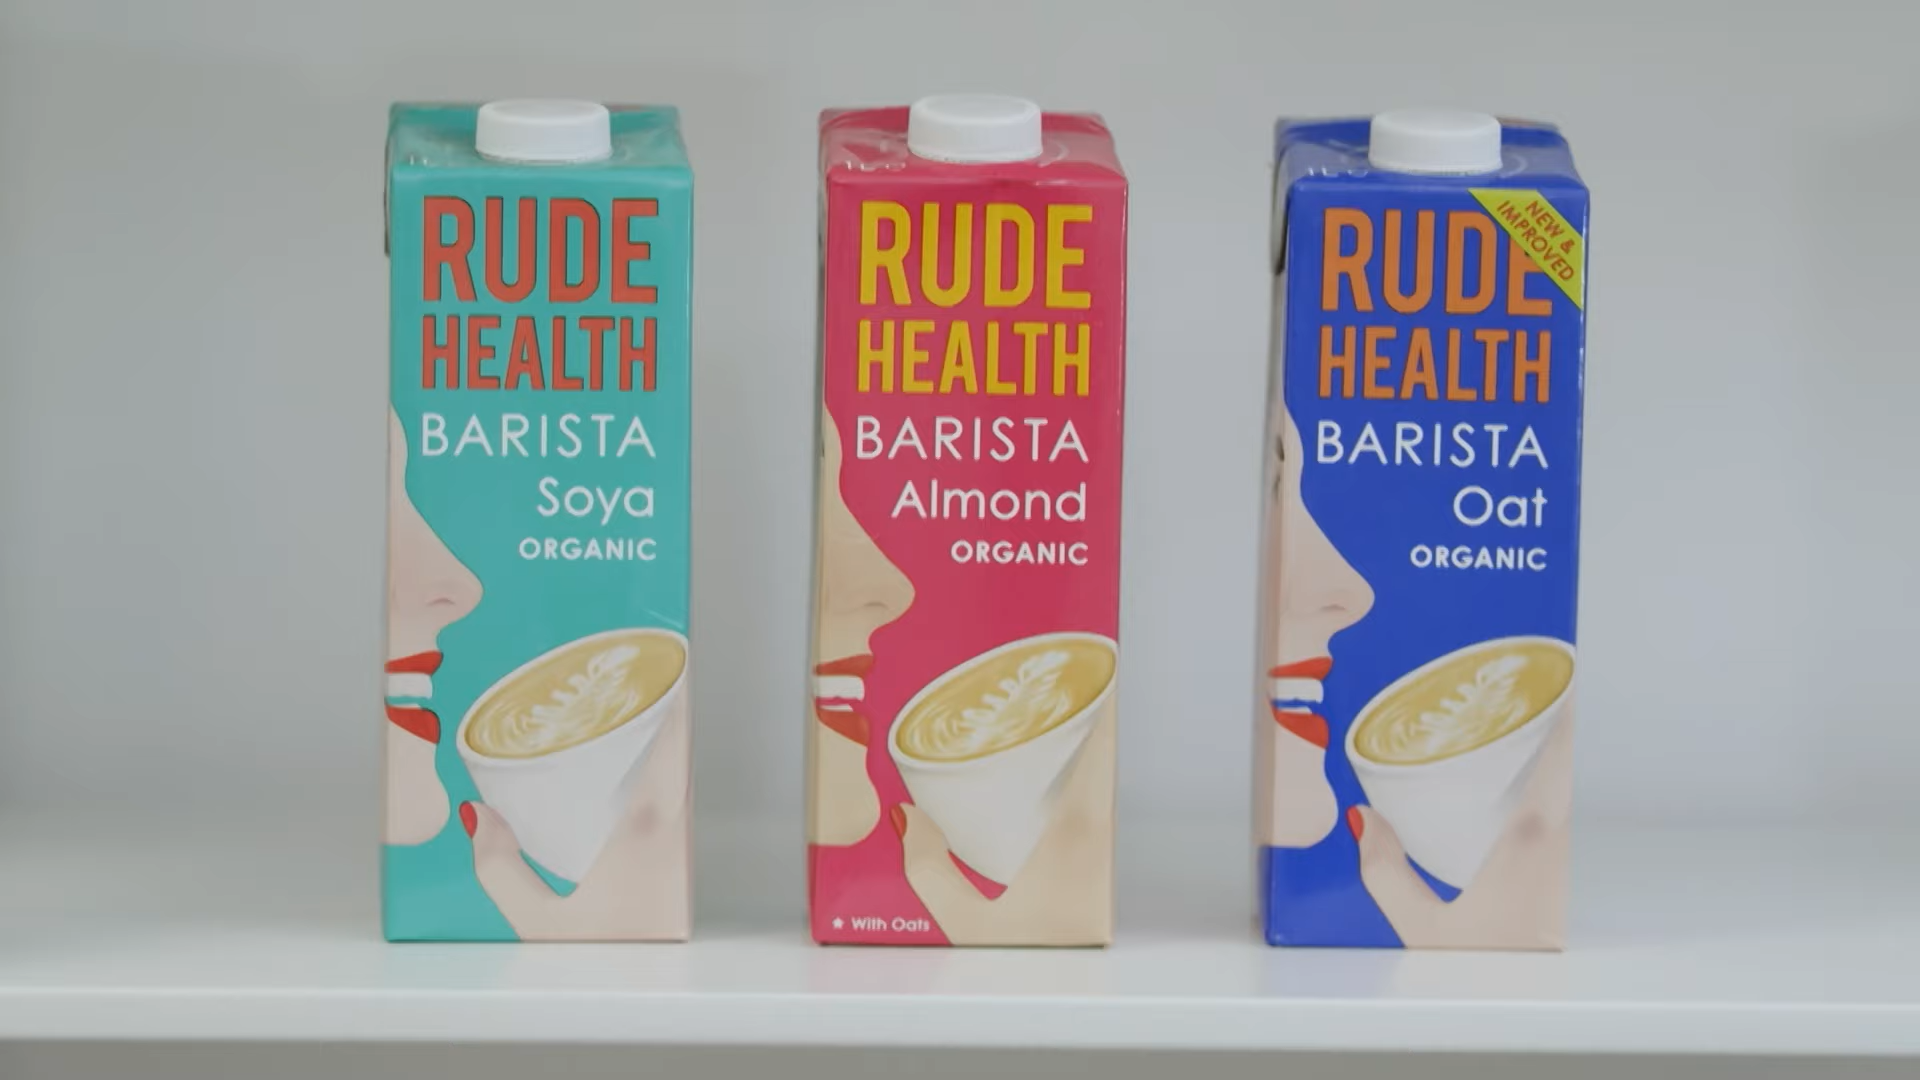 RUDE
HEALTH
BARISTA
Soya
ORGANIC
RUDE
HEALTH
BARISTA
Almond
ORGANIC
★ With Oats
NEW &
IMPROVED
RUDE
HEALTH
BARISTA
Oat
ORGANIC